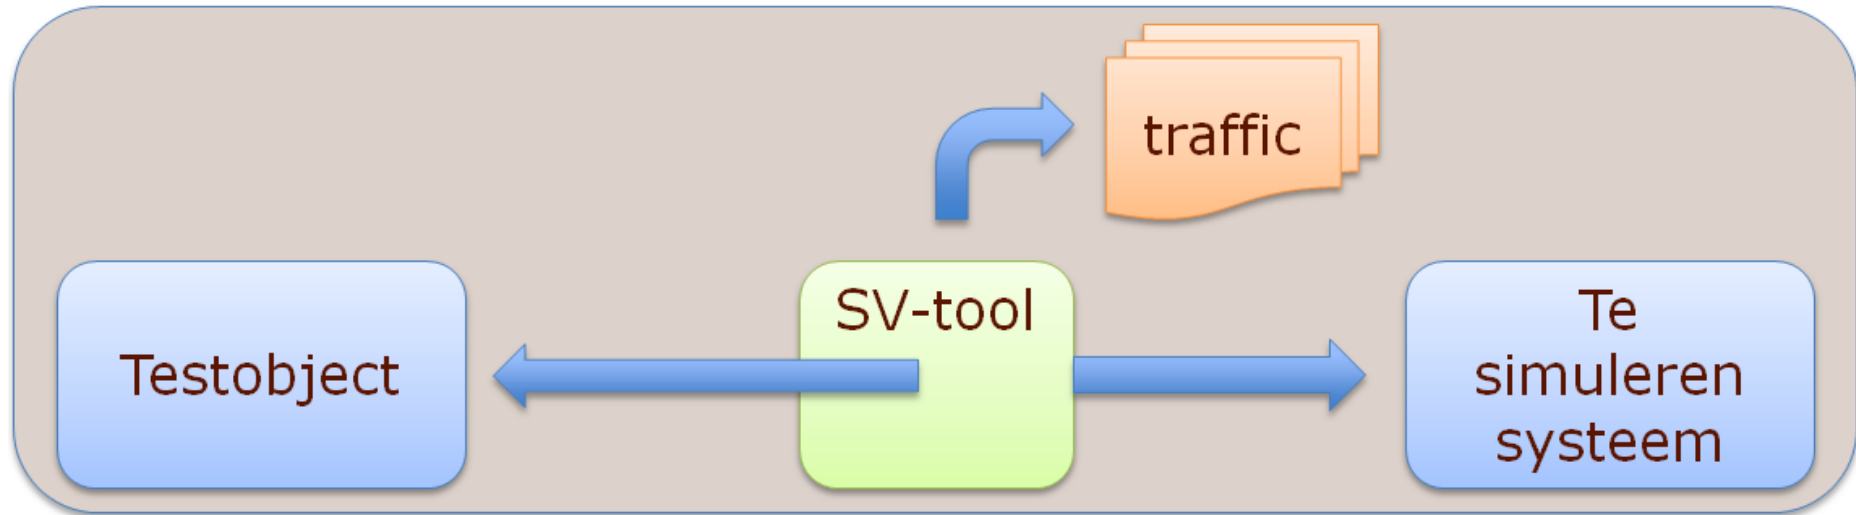 traffic
SV-tool
Testobject
Te
simuleren
systeem